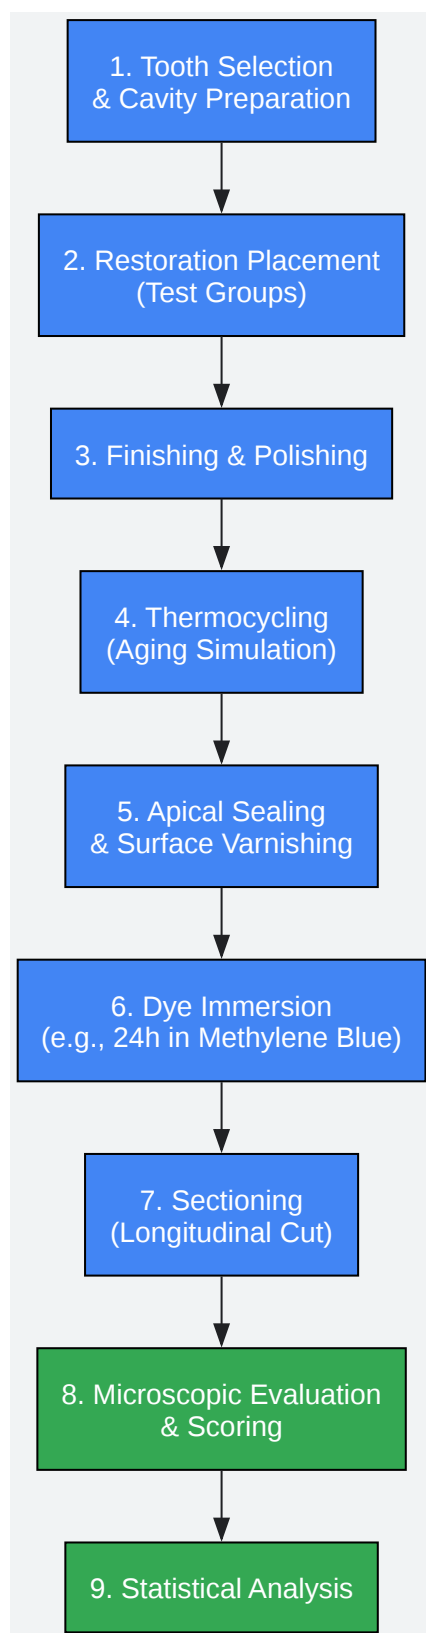 1. Tooth Selection
& Cavity Preparation
2. Restoration Placement
(Test Groups)
3. Finishing & Polishing
4. Thermocycling
(Aging Simulation)
5. Apical Sealing
& Surface Varnishing
6. Dye Immersion
(e.g., 24h in Methylene Blue)
7. Sectioning
(Longitudinal Cut)
8. Microscopic Evaluation
& Scoring
9. Statistical Analysis